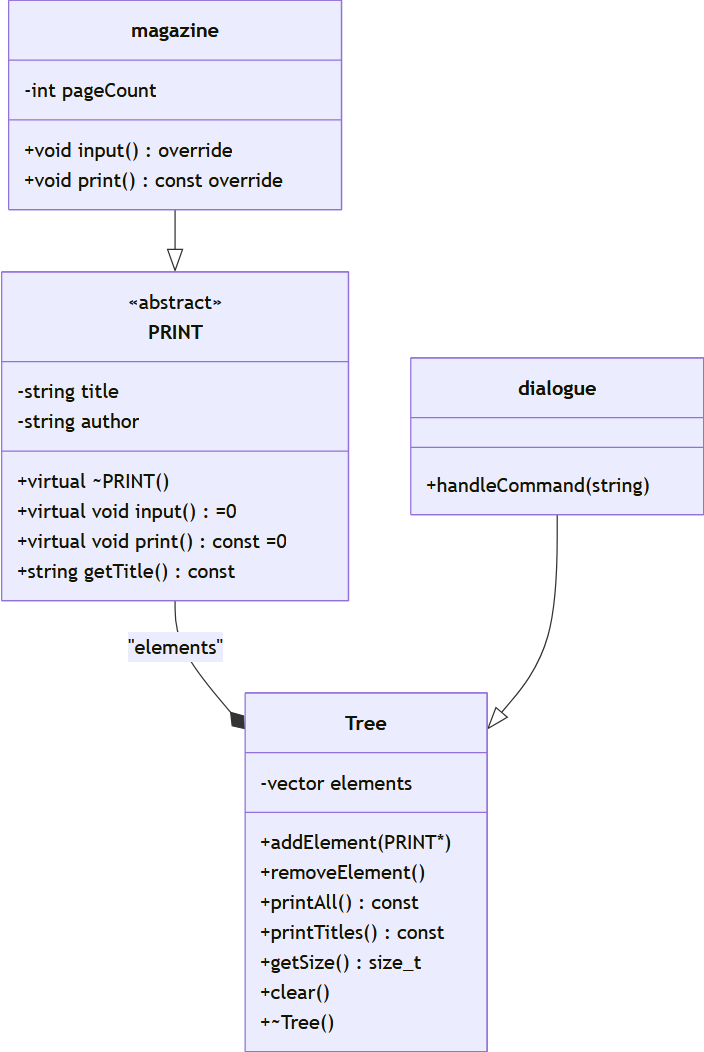 magazine
-int pageCount
+void input() : override
+void print() : const override
«abstract»
PRINT
-string title
-string author
+virtual ~PRINT()
+virtual void input() : =0
+virtual void print() : const =0
+string getTitle() : const
dialogue
+handleCommand(string)
"elements"
Tree
-vector elements
+addElement(PRINT*)
+removeElement()
+printAll() : const
+printTitles() : const
+getSize() : size_t
+clear()
+~Tree()